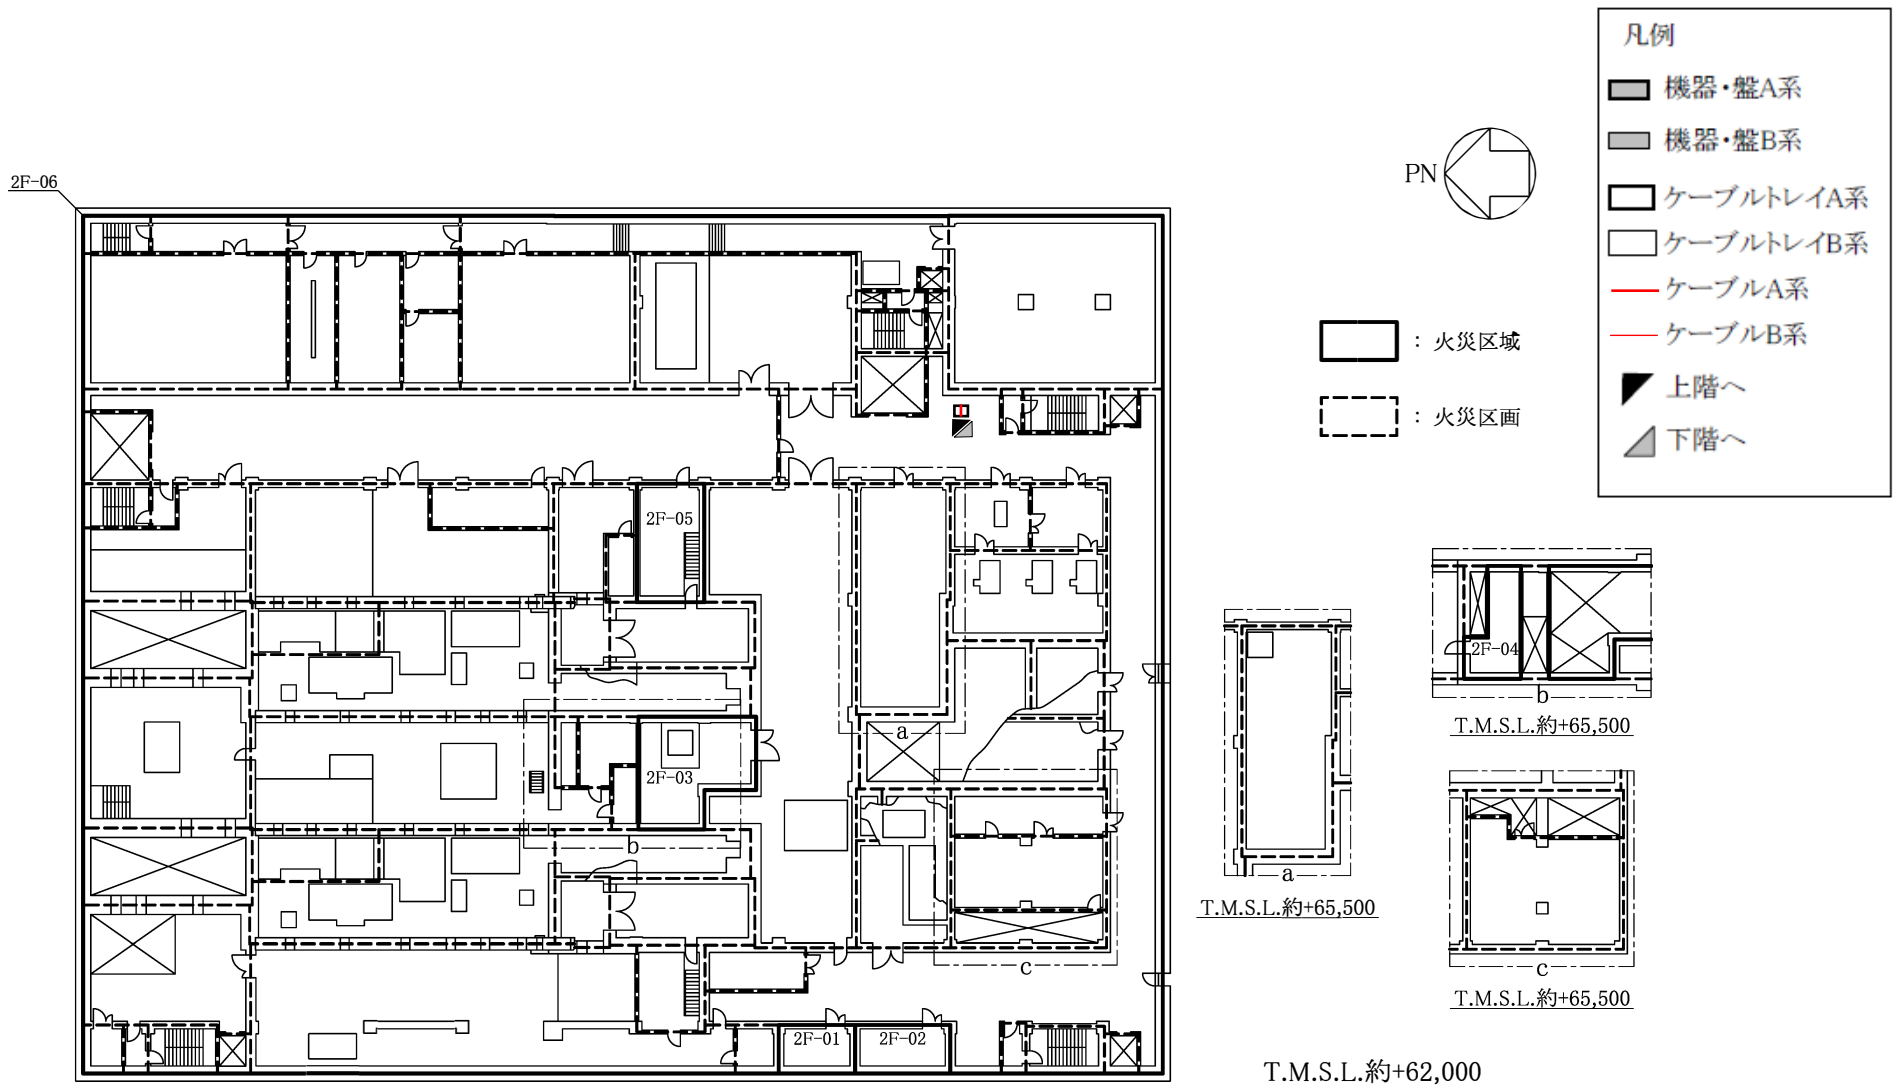 凡例
機器・盤A系
機器・盤B系
ケーブルトレイA系
ケーブルトレイB系
ケーブルA系
ケーブルB系
上階へ
下階へ
PN
：火災区域
：火災区画
2F-06
2F-05
2F-03
2F-01
2F-02
a
b
c
a
T.M.S.L.約+65,500
2F-04
b
T.M.S.L.約+65,500
c
T.M.S.L.約+65,500
T.M.S.L.約+62,000